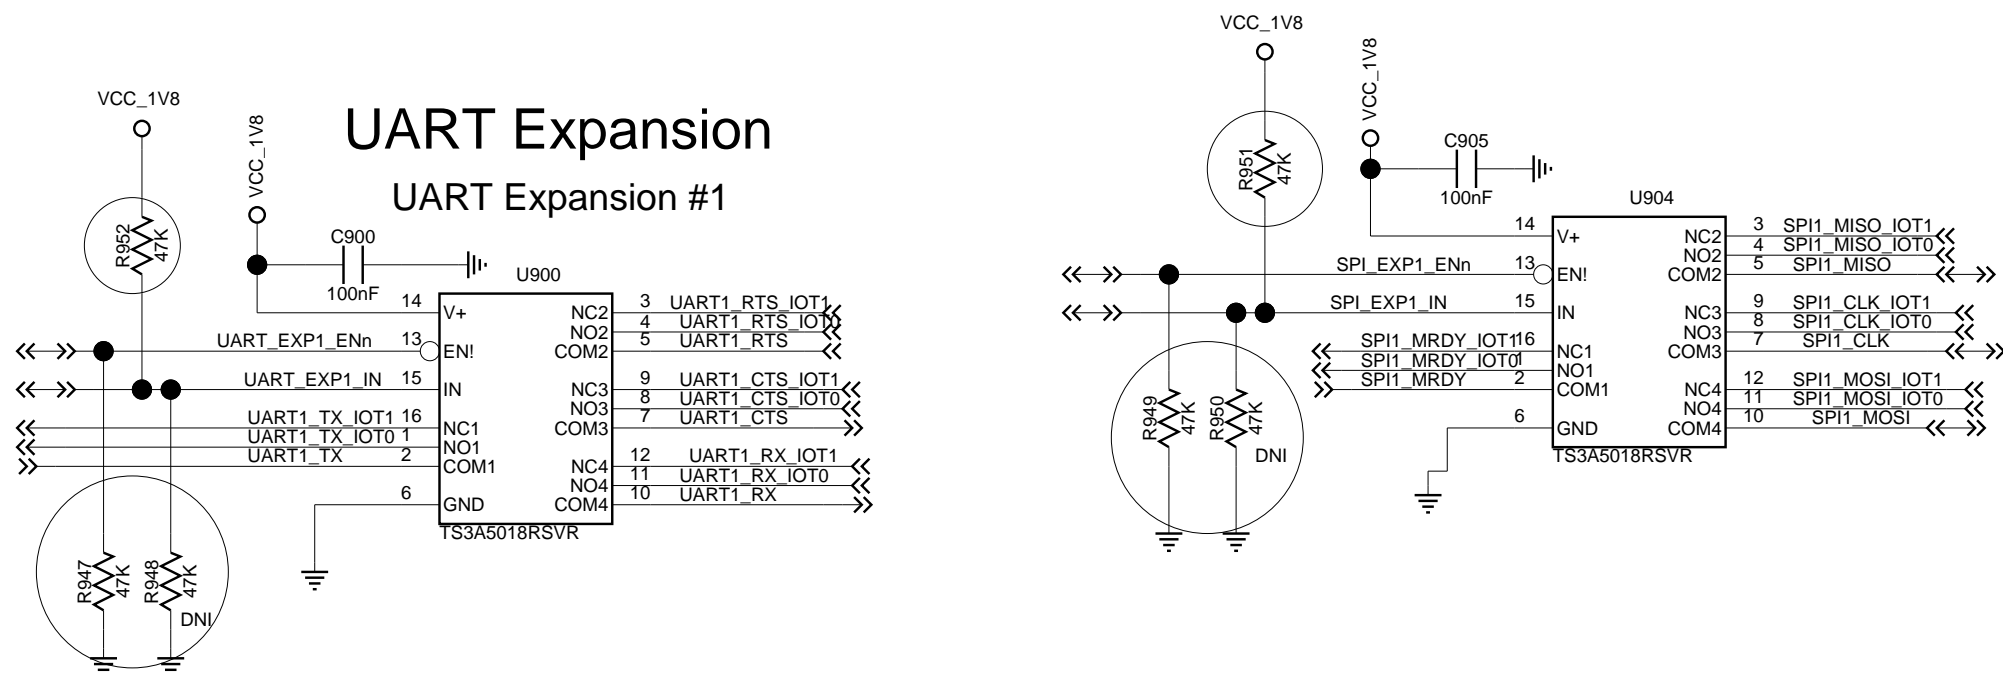 UART Expansion
UART Expansion #1
VCC_1V8
VCC_1V8
R952
47K
C900
100nF
U900
14
V+
UART_EXP1_ENn
13
EN!
UART_EXP1_IN
15
IN
UART1_TX_IOT1
16
NC1
UART1_TX_IOT0
1
NO1
UART1_TX
2
COM1
6
GND
NC2
3
UART1_RTS_IOT1
NO2
4
UART1_RTS_IOT0
COM2
5
UART1_RTS
NC3
9
UART1_CTS_IOT1
NO3
8
UART1_CTS_IOT0
COM3
7
UART1_CTS
NC4
12
UART1_RX_IOT1
NO4
11
UART1_RX_IOT0
COM4
10
UART1_RX
TS3A5018RSVR
R947
47K
R948
47K
DNI
VCC_1V8
VCC_1V8
R951
47K
C905
100nF
U904
14
V+
SPI_EXP1_ENn
13
EN!
SPI_EXP1_IN
15
IN
SPI1_MRDY_IOT1
16
NC1
SPI1_MRDY_IOT0
1
NO1
SPI1_MRDY
2
COM1
6
GND
NC2
3
SPI1_MISO_IOT1
NO2
4
SPI1_MISO_IOT0
COM2
5
SPI1_MISO
NC3
9
SPI1_CLK_IOT1
NO3
8
SPI1_CLK_IOT0
COM3
7
SPI1_CLK
NC4
12
SPI1_MOSI_IOT1
NO4
11
SPI1_MOSI_IOT0
COM4
10
SPI1_MOSI
TS3A5018RSVR
R949
47K
R950
47K
DNI